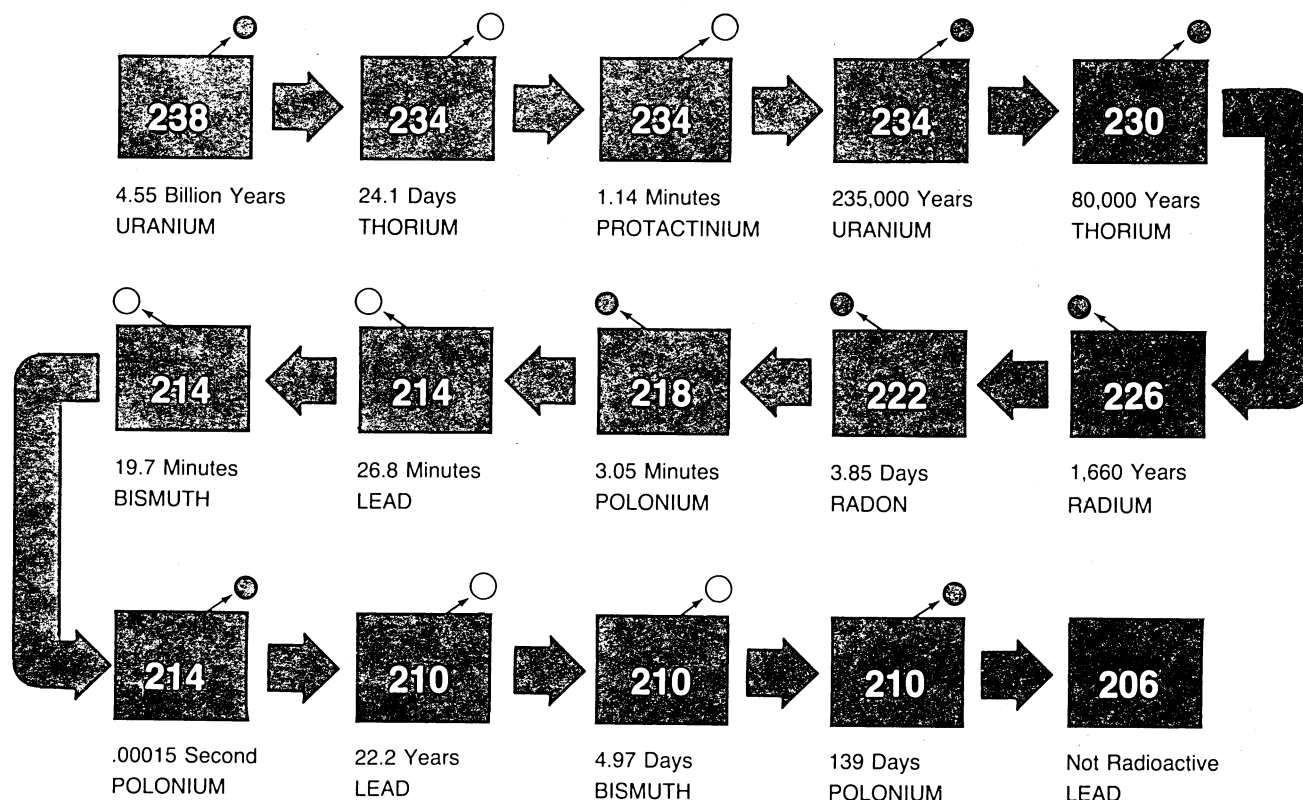 238
4.55 Billion Years
URANIUM
234
24.1 Days
THORIUM
234
1.14 Minutes
PROTACTINIUM
234
235,000 Years
URANIUM
230
80,000 Years
THORIUM
226
1,660 Years
RADIUM
222
3.85 Days
RADON
218
3.05 Minutes
POLONIUM
214
26.8 Minutes
LEAD
214
19.7 Minutes
BISMUTH
214
.00015 Second
POLONIUM
210
22.2 Years
LEAD
210
4.97 Days
BISMUTH
210
139 Days
POLONIUM
206
Not Radioactive
LEAD